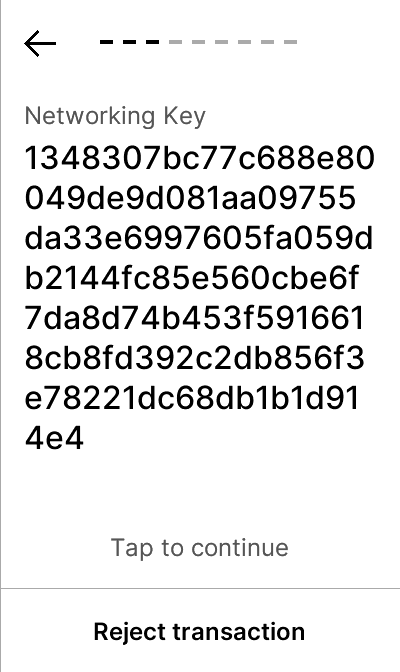 Networking Key
1348307bc77c688e80
049de9d081aa09755
da33e6997605fa059d
b2144fc85e560cbe6f
7da8d74b453f591661
8cb8fd392c2db856f3
e78221dc68db1b1d91
4e4
Tap to continue
Reject transaction